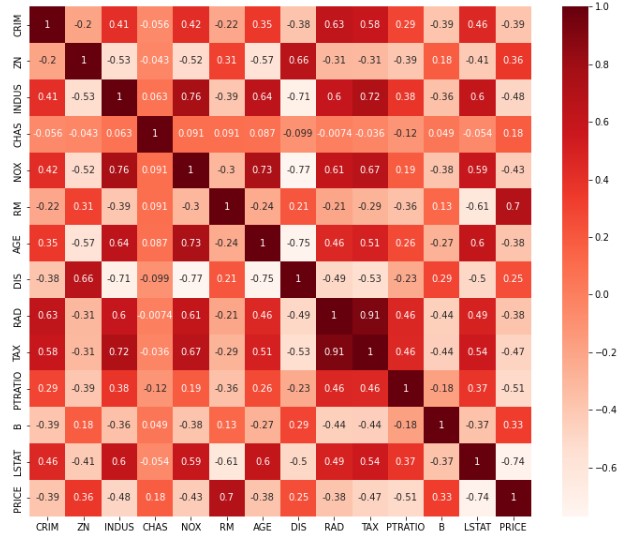 CRIM 1 -0.2 0.41 -0.056 0.42 -0.22 0.35 -0.38 0.63 0.58 0.29 -0.39 0.46 -0.39
ZN -0.2 1 -0.53 -0.043 -0.52 0.31 -0.57 0.66 -0.31 -0.31 -0.39 0.18 -0.41 0.36
INDUS 0.41 -0.53 1 0.063 0.76 -0.39 0.64 -0.71 0.6 0.72 0.38 -0.36 0.6 -0.48
CHAS -0.056 -0.043 0.063 1 0.091 0.091 0.087 -0.099 -0.0074 -0.036 -0.12 0.049 -0.054 0.18
NOX 0.42 -0.52 0.76 0.091 1 -0.3 0.73 -0.77 0.61 0.67 0.19 -0.38 0.59 -0.43
RM -0.22 0.31 -0.39 0.091 -0.3 1 -0.24 0.21 -0.21 -0.29 -0.36 0.13 -0.61 0.7
AGE 0.35 -0.57 0.64 0.087 0.73 -0.24 1 -0.75 0.46 0.51 0.26 -0.27 0.6 -0.38
DIS -0.38 0.66 -0.71 -0.099 -0.77 0.21 -0.75 1 -0.49 -0.53 -0.23 0.29 -0.5 0.25
RAD 0.63 -0.31 0.6 -0.0074 0.61 -0.21 0.46 -0.49 1 0.91 0.46 -0.44 0.49 -0.38
TAX 0.58 -0.31 0.72 -0.036 0.67 -0.29 0.51 -0.53 0.91 1 0.46 -0.44 0.54 -0.47
PTRATIO 0.29 -0.39 0.38 -0.12 0.19 -0.36 0.26 -0.23 0.46 0.46 1 -0.18 0.37 -0.51
B -0.39 0.18 -0.36 0.049 -0.38 0.13 -0.27 0.29 -0.44 -0.44 -0.18 1 -0.37 0.33
LSTAT 0.46 -0.41 0.6 -0.054 0.59 -0.61 0.6 -0.5 0.49 0.54 0.37 -0.37 1 -0.74
PRICE -0.39 0.36 -0.48 0.18 -0.43 0.7 -0.38 0.25 -0.38 -0.47 -0.51 0.33 -0.74 1
CRIM ZN INDUS CHAS NOX RM AGE DIS RAD TAX PTRATIO B LSTAT PRICE
1.0
0.8
0.6
0.4
0.2
0.0
−0.2
−0.4
−0.6